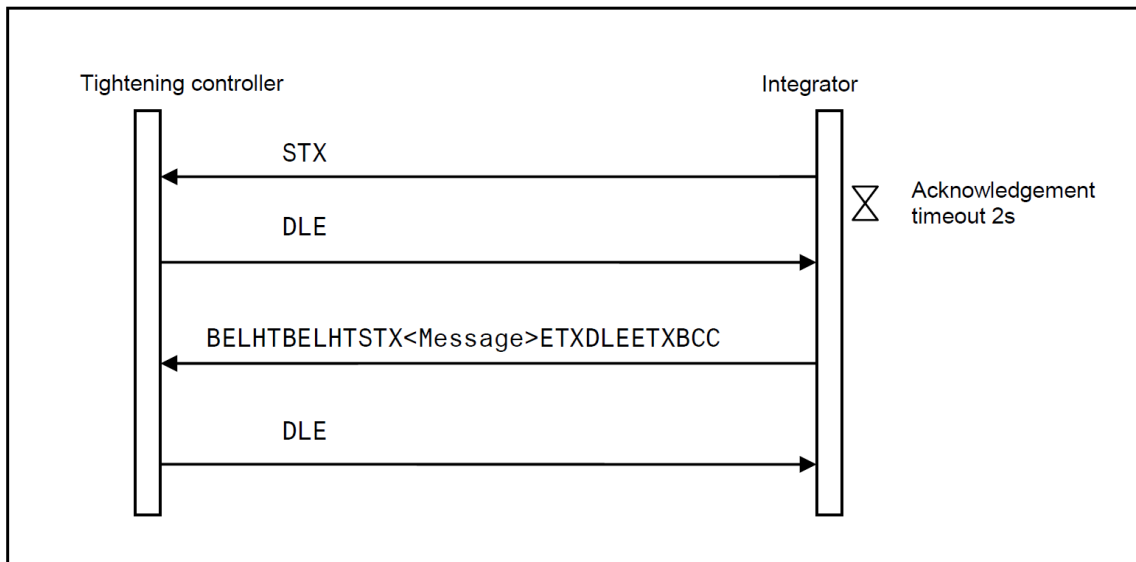 Tightening controller
Integrator
STX
Acknowledgement
timeout 2s
DLE
BELHTBELHTSTX<Message>ETXDLEETXBCC
DLE